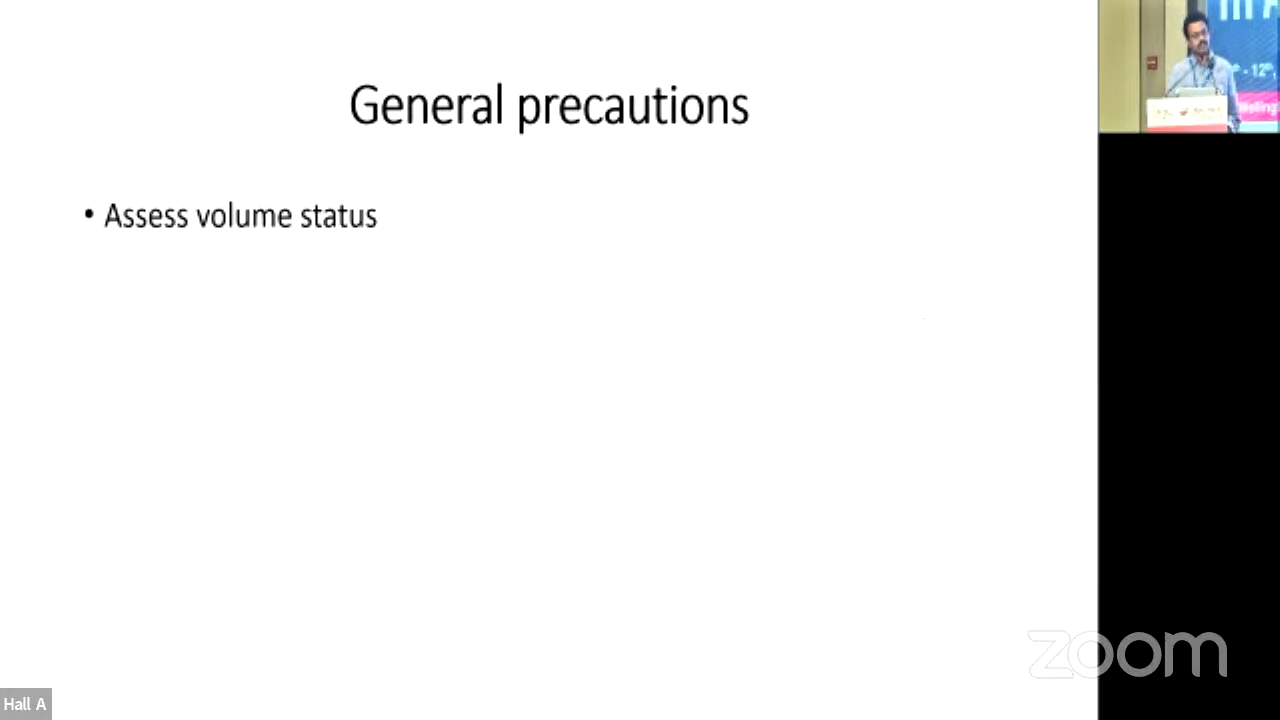 General precautions
• Assess volume status
zoom
Hall A